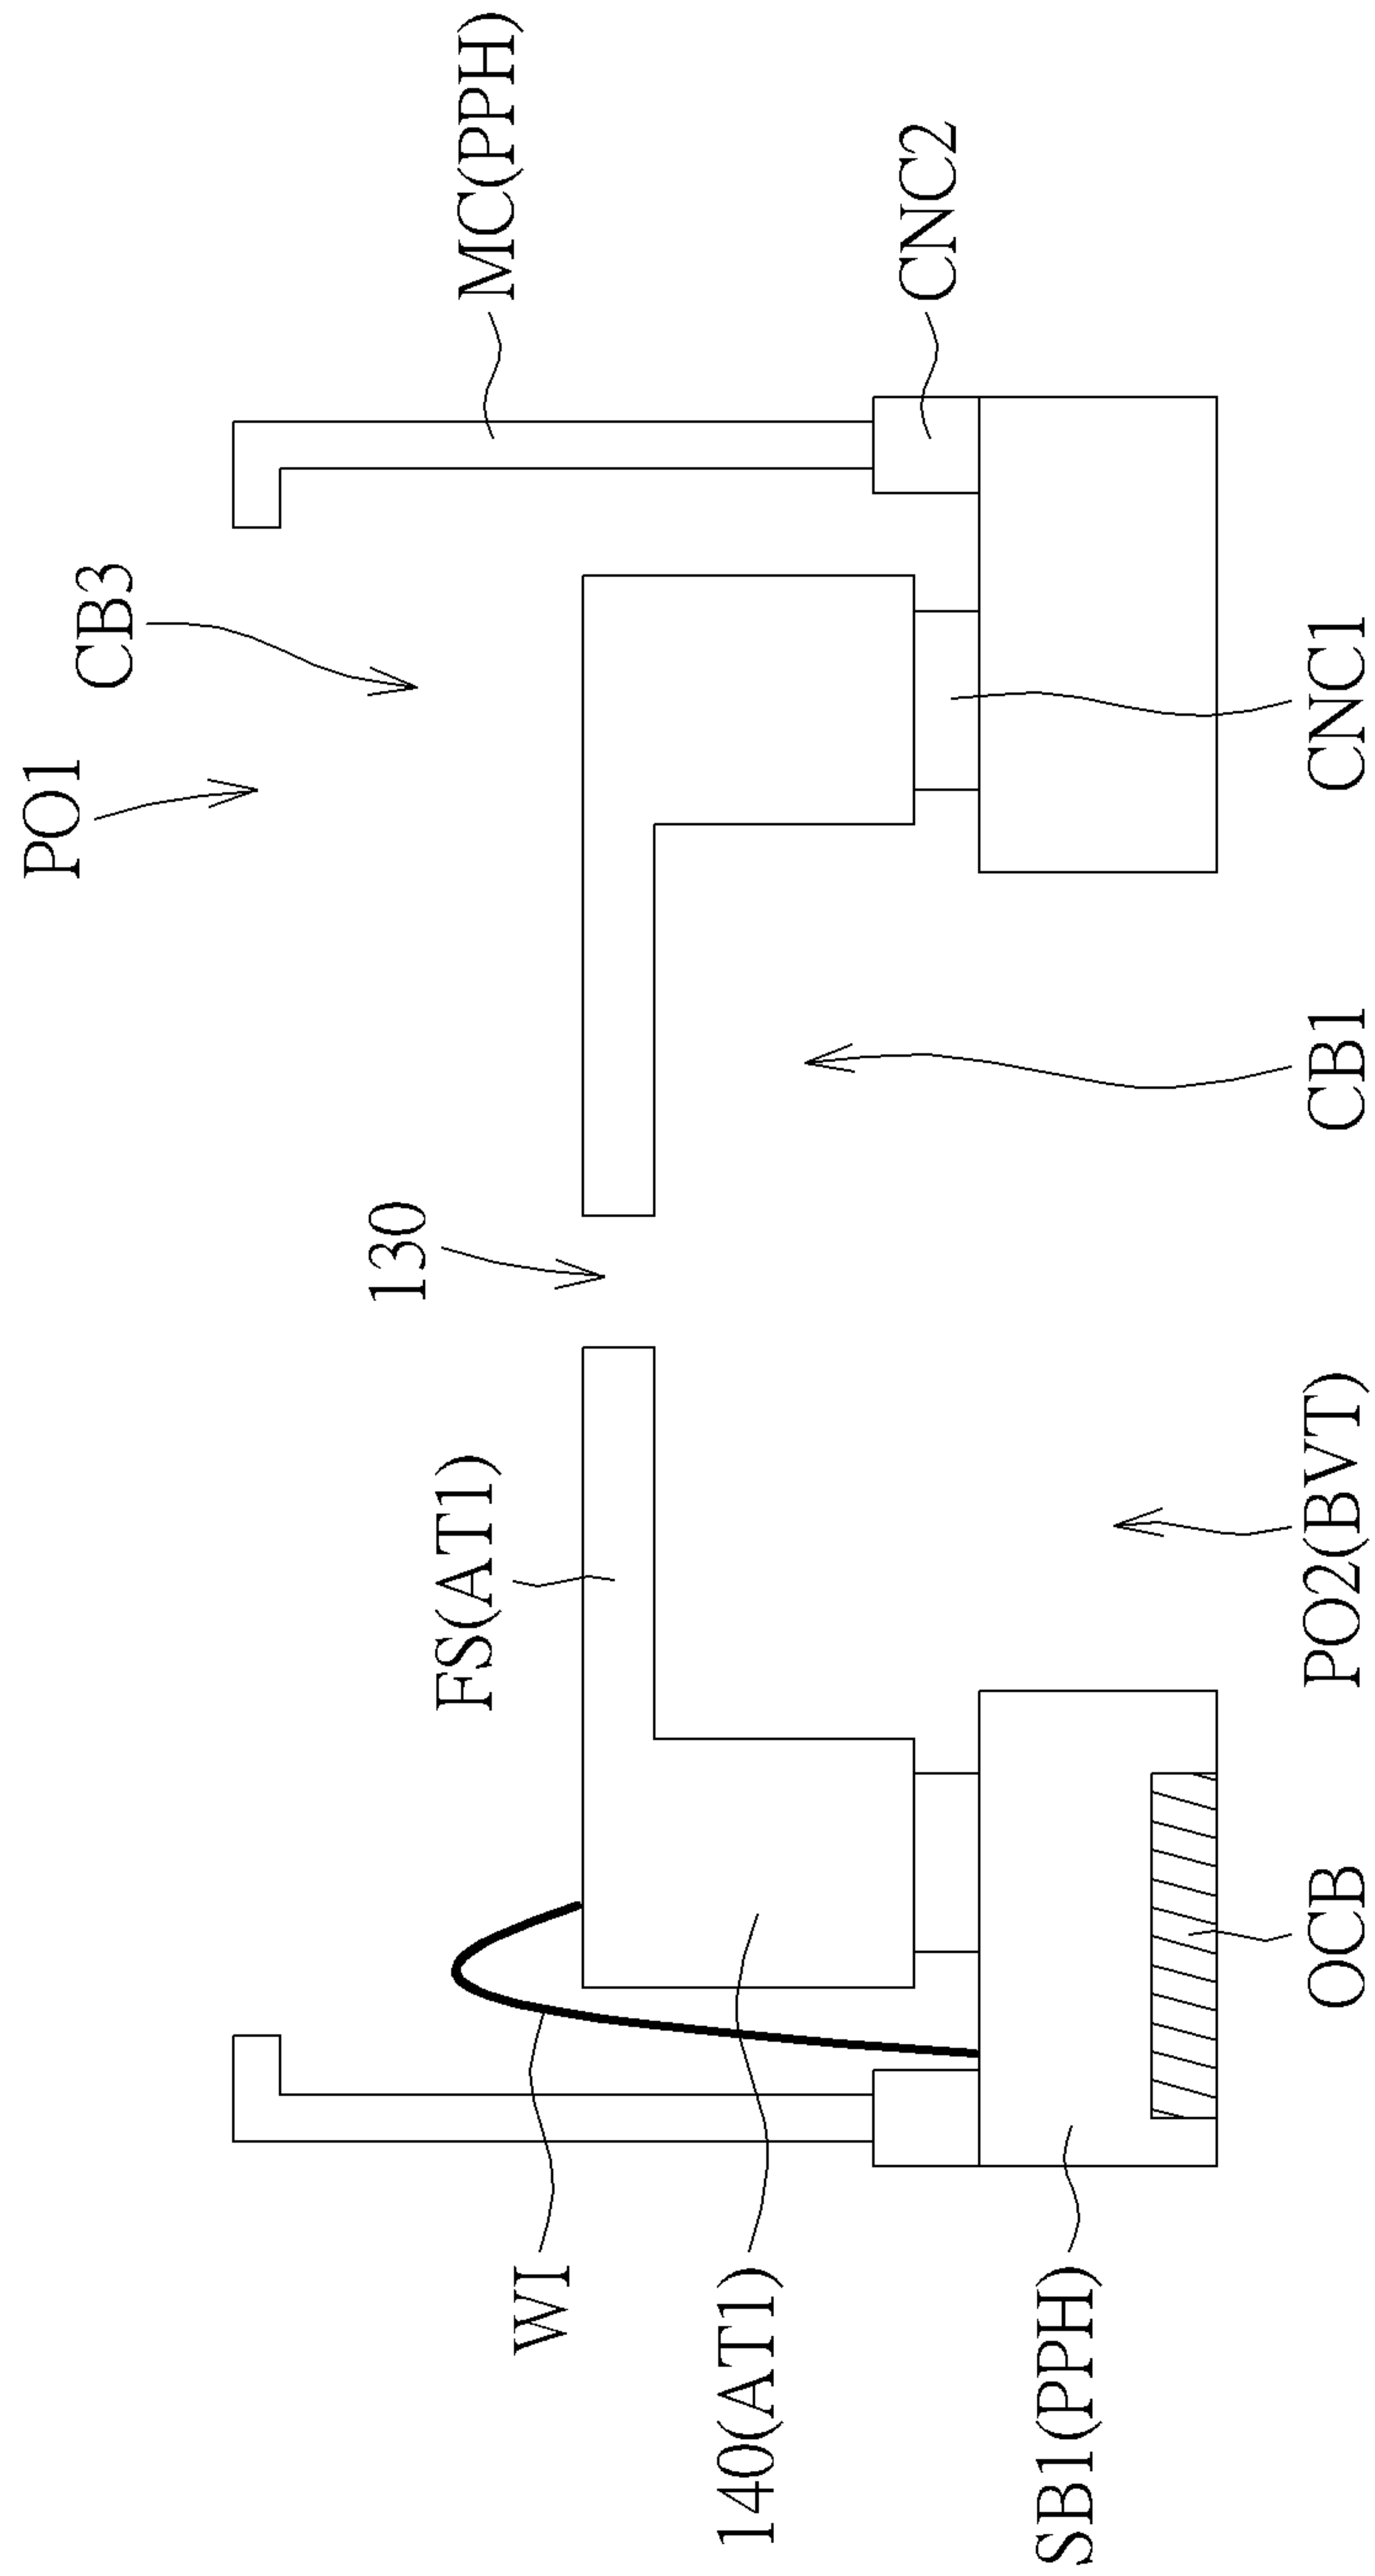 PO1
CB3
MC(PPH)
130
FS(AT1)
WI
140(AT1)
CNC2
SB1(PPH)
OCB
PO2(BVT)
CB1
CNC1